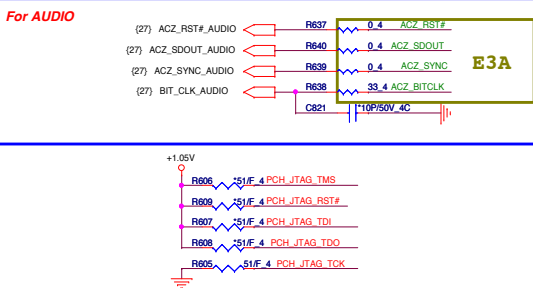 For AUDIO
{27} ACZ_RST#_AUDIO R637 0_4 ACZ_RST#
{27} ACZ_SDOUT_AUDIO R640 0_4 ACZ_SDOUT
{27} ACZ_SYNC_AUDIO R639 0_4 ACZ_SYNC
E3A
{27} BIT_CLK_AUDIO R638 33_4 ACZ_BITCLK
C821 *10P/50V_4C
+1.05V
R606 *51/F_4 PCH_JTAG_TMS
R609 *51/F_4 PCH_JTAG_RST#
R607 *51/F_4 PCH_JTAG_TDI
R608 *51/F_4 PCH_JTAG_TDO
R605 51/F_4 PCH_JTAG_TCK